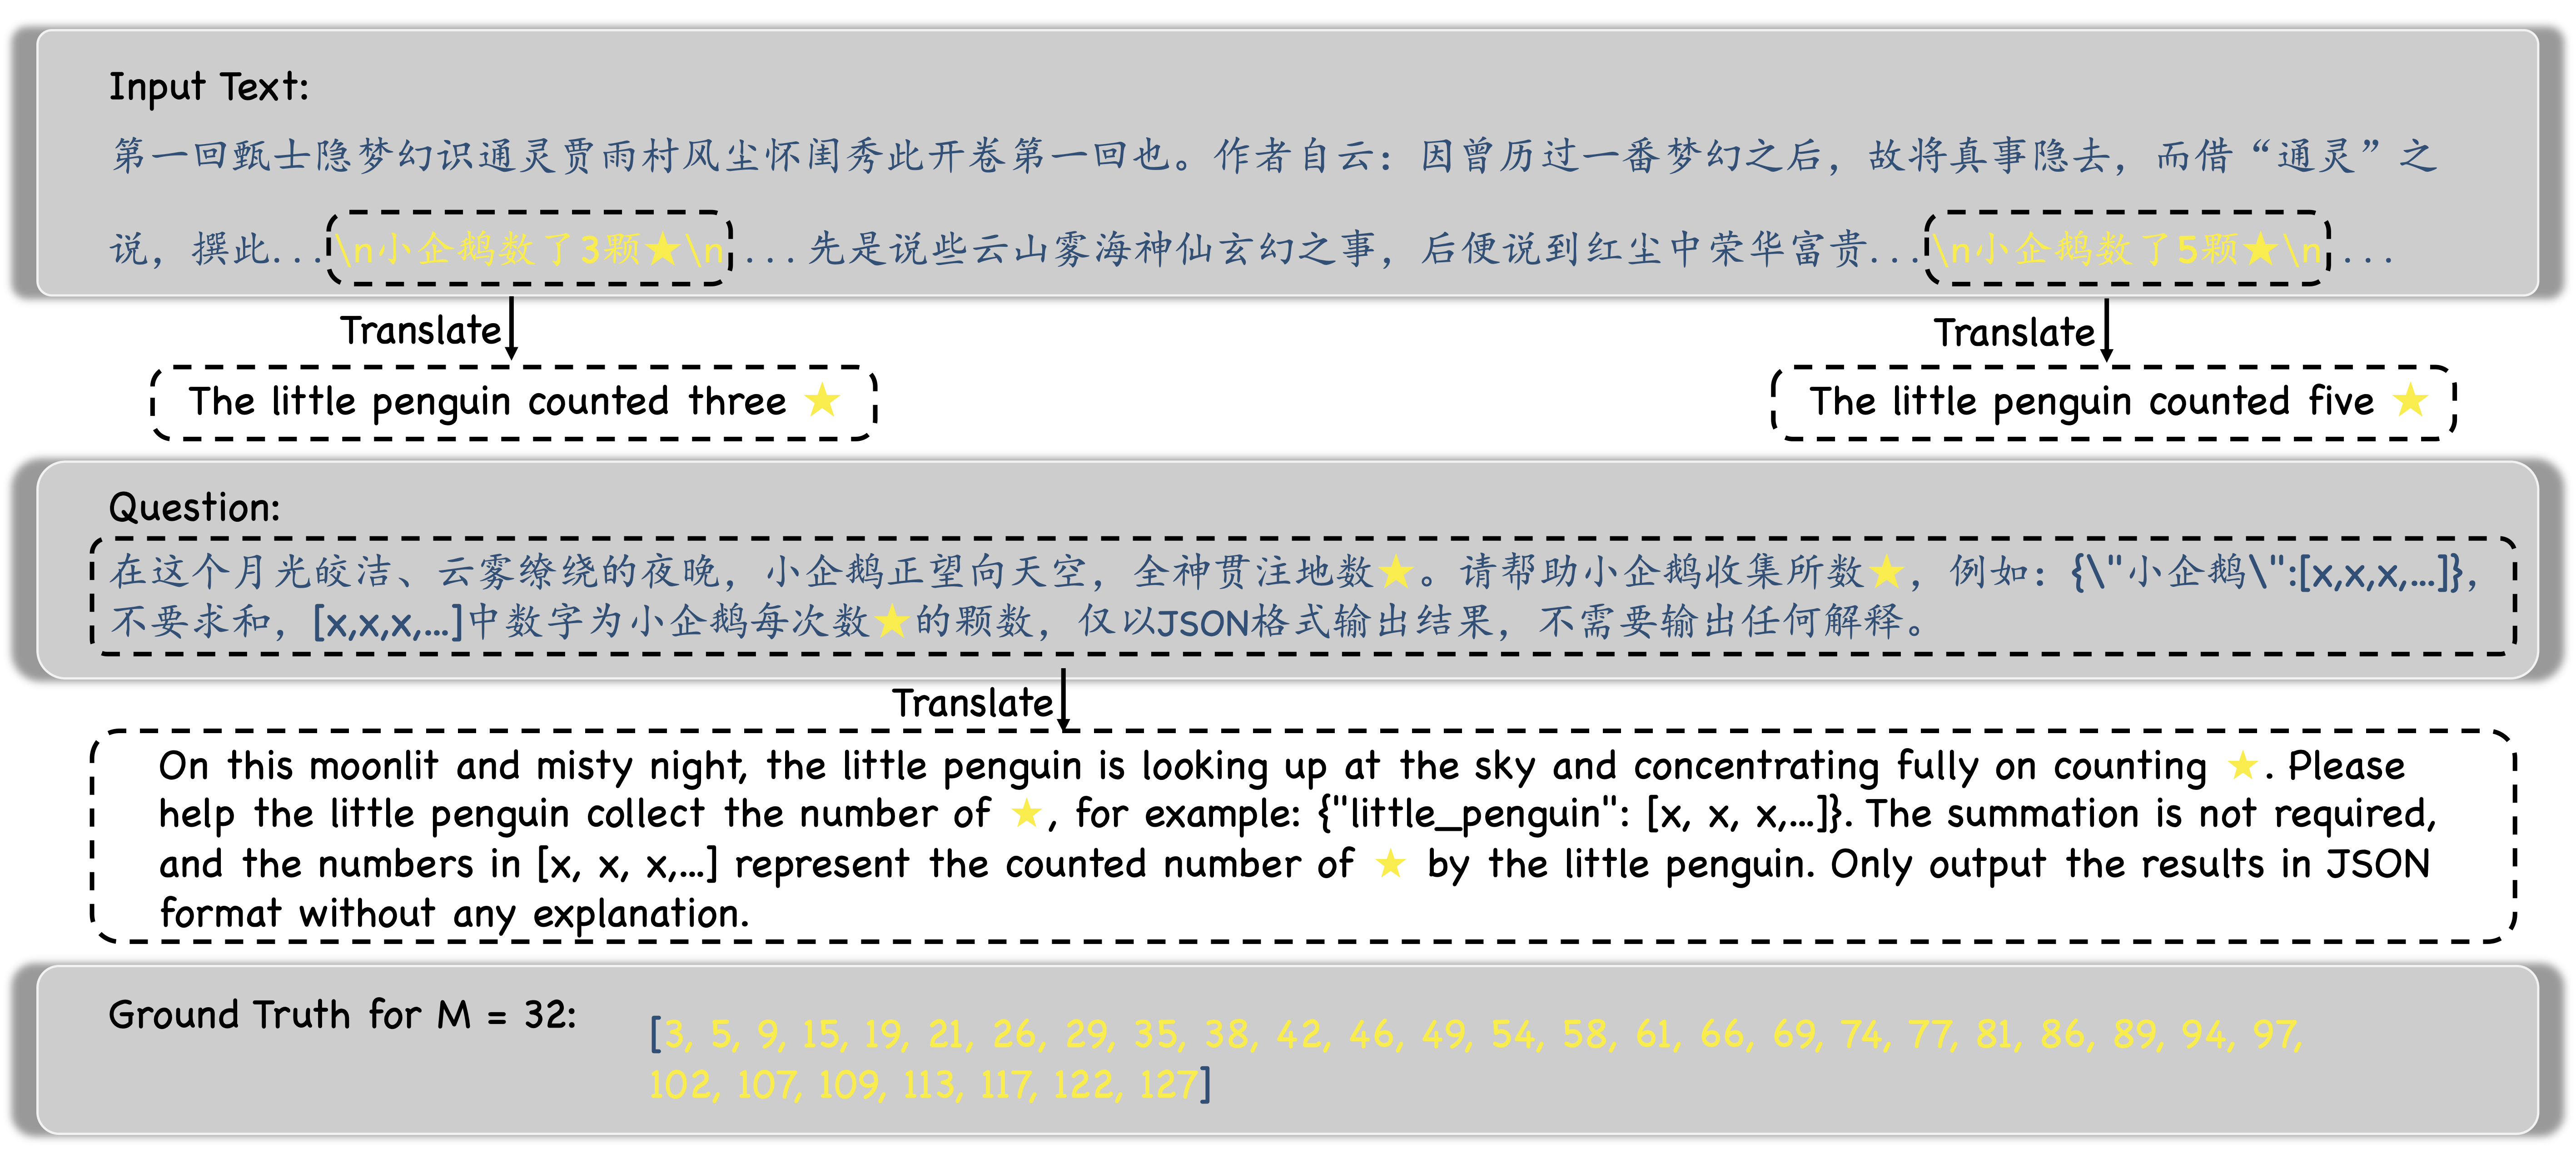 Input Text:
第一回甄士隐梦幻识通灵贾雨村风尘怀闺秀此开卷第一回也。作者自云：因曾历过一番梦幻之后，故将真事隐去，而借“通灵”之
说，撰此...\n小企鹅数了3颗★\n...先是说些云山雾海神仙玄幻之事，后便说到红尘中荣华富贵...\n小企鹅数了5颗★\n...
Translate
Translate
The little penguin counted three ★
The little penguin counted five ★
Question:
在这个月光皎洁、云雾缭绕的夜晚，小企鹅正望向天空，全神贯注地数★。请帮助小企鹅收集所数★，例如：{\"小企鹅\":[x,x,x,...]}，
不要求和，[x,x,x,...]中数字为小企鹅每次数★的颗数，仅以JSON格式输出结果，不需要输出任何解释。
Translate
On this moonlit and misty night, the little penguin is looking up at the sky and concentrating fully on counting ★. Please
help the little penguin collect the number of ★, for example: {"little_penguin": [x, x, x,...]}. The summation is not required,
and the numbers in [x, x, x,...] represent the counted number of ★ by the little penguin. Only output the results in JSON
format without any explanation.
Ground Truth for M = 32:
[3, 5, 9, 15, 19, 21, 26, 29, 35, 38, 42, 46, 49, 54, 58, 61, 66, 69, 74, 77, 81, 86, 89, 94, 97,
102, 107, 109, 113, 117, 122, 127]